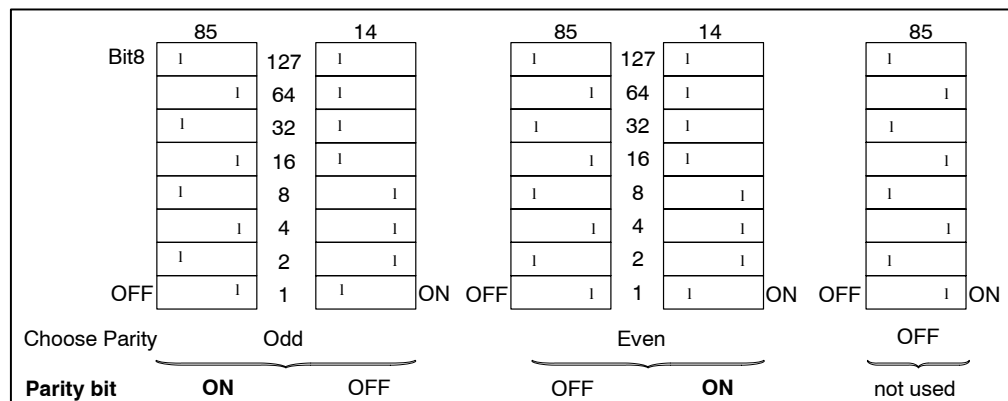 85 14 85 14 85
Bit8 l 127 l l 127 l l
l 64 l l 64 l l
l 32 l l 32 l l
l 16 l l 16 l l
l 8 l l 8 l l
l 4 l l 4 l l
l 2 l l 2 l l
OFF l 1 l ON OFF l 1 l ON OFF l ON
Choose Parity Odd Even OFF
Parity bit ON OFF OFF ON not used